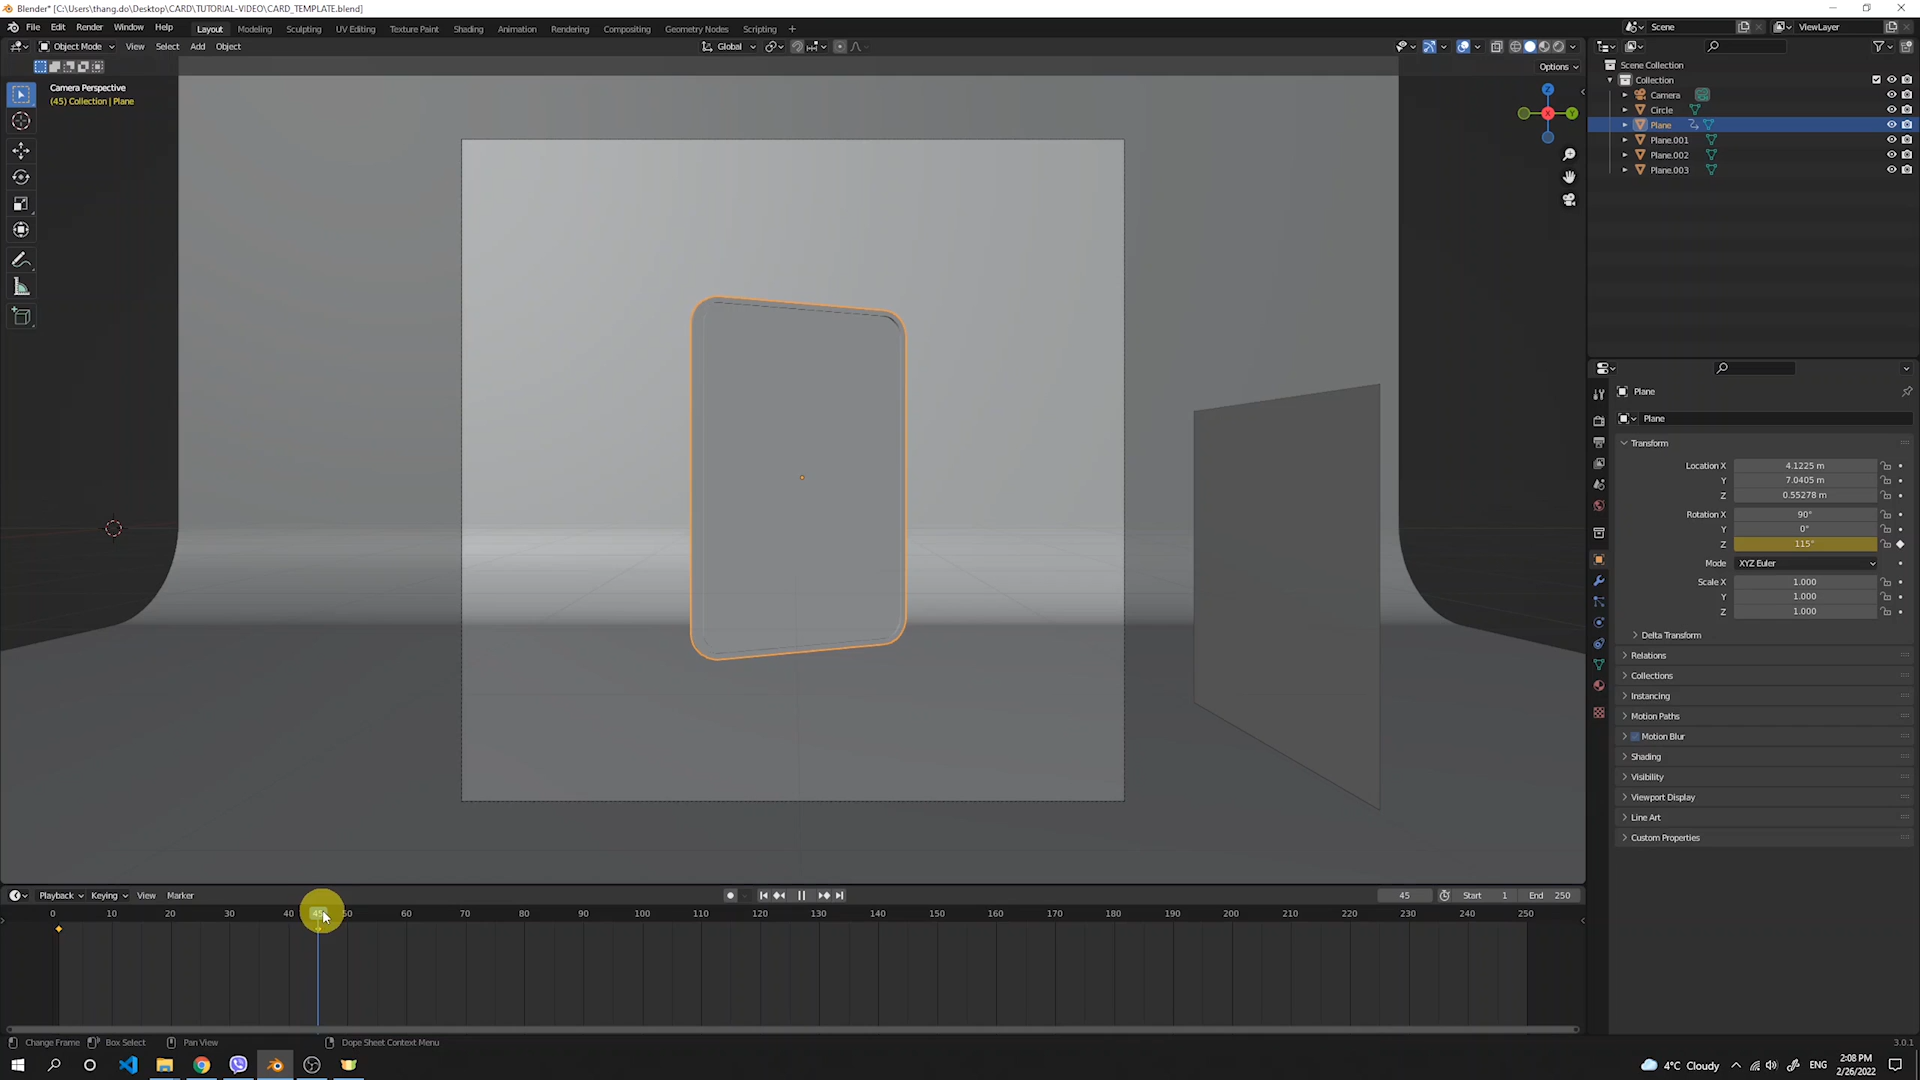 Blender* [C:\Users\thang.do\Desktop\CARD\TUTORIAL-VIDEO\CARD_TEMPLATE.blend]
File Edit Render Window Help Layout Modeling Sculpting UV Editing Texture Paint Shading Animation Rendering Compositing Geometry Nodes Scripting + Scene ViewLayer
Object Mode View Select Add Object Global
Options
Camera Perspective
(45) Collection | Plane
Z
Y
X
Scene Collection
Collection
Camera
Circle
Plane
Plane.001
Plane.002
Plane.003
Plane
Plane
Transform
Location X 4.1225 m
Y 7.0405 m
Z 0.55278 m
Rotation X 90°
Y 0°
Z 115°
Mode XYZ Euler
Scale X 1.000
Y 1.000
Z 1.000
Delta Transform
Relations
Collections
Instancing
Motion Paths
Motion Blur
Shading
Visibility
Viewport Display
Line Art
Custom Properties
Playback Keying View Marker 45 Start 1 End 250
0 10 20 30 40 45 50 60 70 80 90 100 110 120 130 140 150 160 170 180 190 200 210 220 230 240 250
Change Frame Box Select Pan View Dope Sheet Context Menu 3.0.1
4°C Cloudy ENG 2:08 PM
2/26/2022